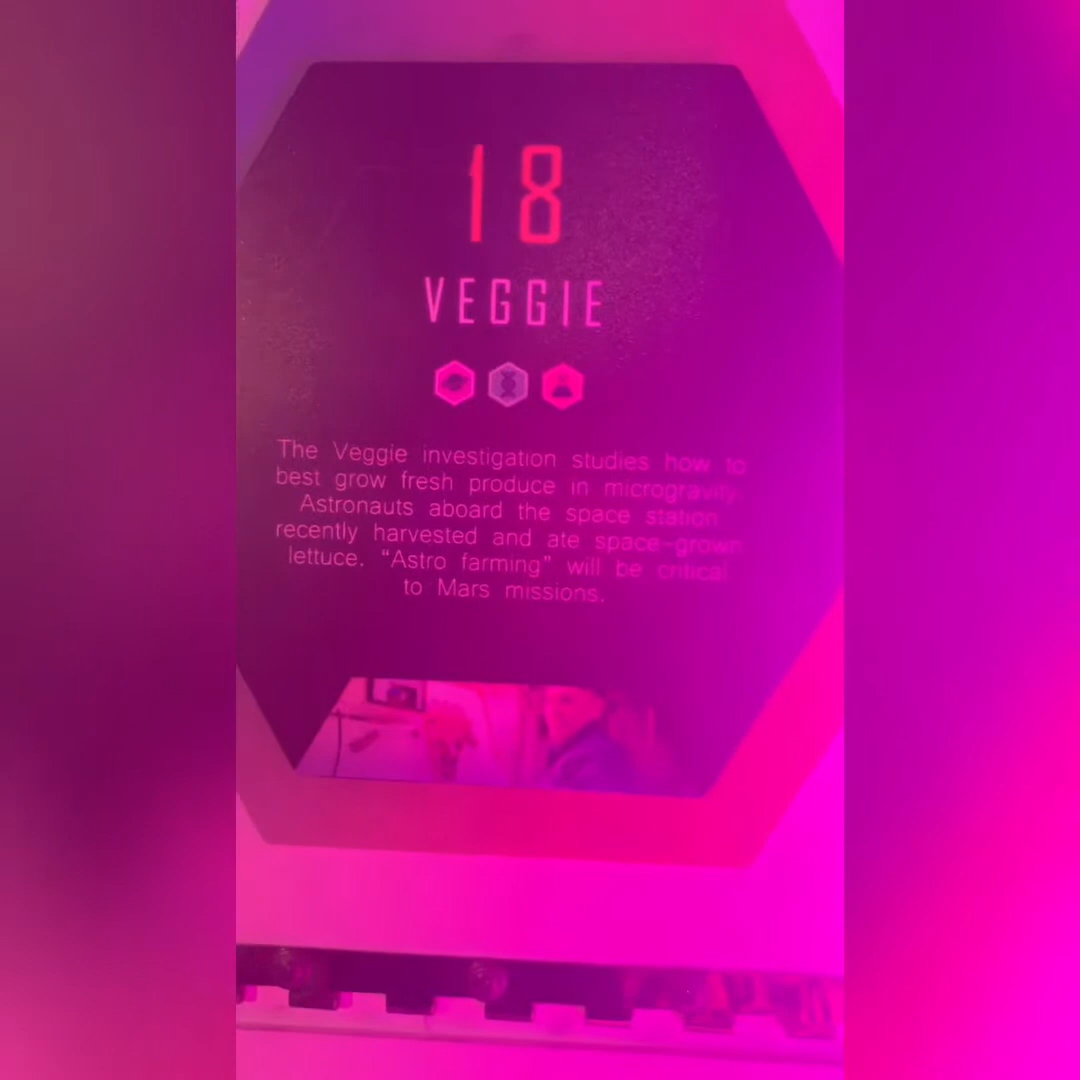 18
VEGGIE
The Veggie investigation studies how to
best grow fresh produce in microgravity.
Astronauts aboard the space station
recently harvested and ate space-grown
lettuce. “Astro farming” will be critical
to Mars missions.